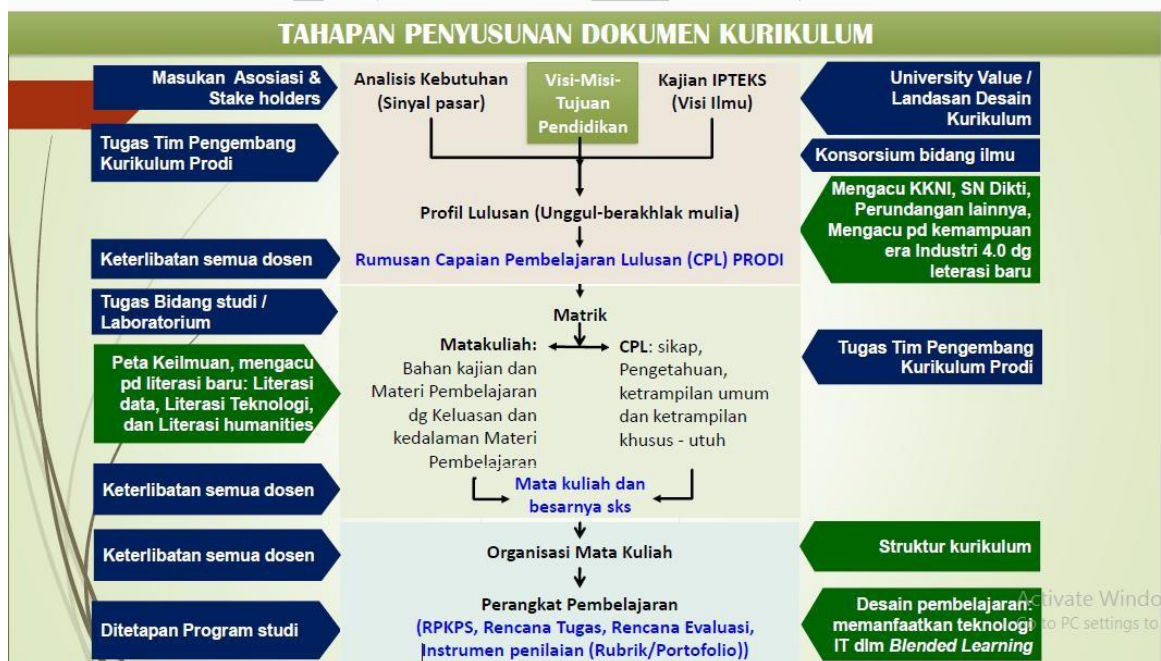 TAHAPAN PENYUSUNAN DOKUMEN KURIKULUM
Masukan Asosiasi &
Stake holders
Analisis Kebutuhan
(Sinyal pasar)
Visi-Misi-
Tujuan
Pendidikan
Kajian IPTEKS
(Visi Ilmu)
University Value /
Landasan Desain
Kurikulum
Tugas Tim Pengembang
Kurikulum Prodi
Konsorsium bidang ilmu
Mengacu KKNI, SN Dikti,
Perundangan lainnya,
Mengacu pd kemampuan
era Industri 4.0 dg
leterasi baru
Profil Lulusan (Unggul-berakhlak mulia)
Keterlibatan semua dosen
Rumusan Capaian Pembelajaran Lulusan (CPL) PRODI
Tugas Bidang studi /
Laboratorium
Matrik
Matakuliah:
Bahan kajian dan
Materi Pembelajaran
dg Keluasan dan
kedalaman Materi
Pembelajaran
CPL: sikap,
Pengetahuan,
ketrampilan umum
dan ketrampilan
khusus - utuh
Tugas Tim Pengembang
Kurikulum Prodi
Peta Keilmuan, mengacu
pd literasi baru: Literasi
data, Literasi Teknologi,
dan Literasi humanities
Keterlibatan semua dosen
Mata kuliah dan
besarnya sks
Keterlibatan semua dosen
Organisasi Mata Kuliah
Struktur kurikulum
Ditetapan Program studi
Perangkat Pembelajaran
(RPKPS, Rencana Tugas, Rencana Evaluasi,
Instrumen penilaian (Rubrik/Portofolio))
Desain pembelajaran:
memanfaatkan teknologi
IT dlm Blended Learning
Activate Windo
to PC settings to